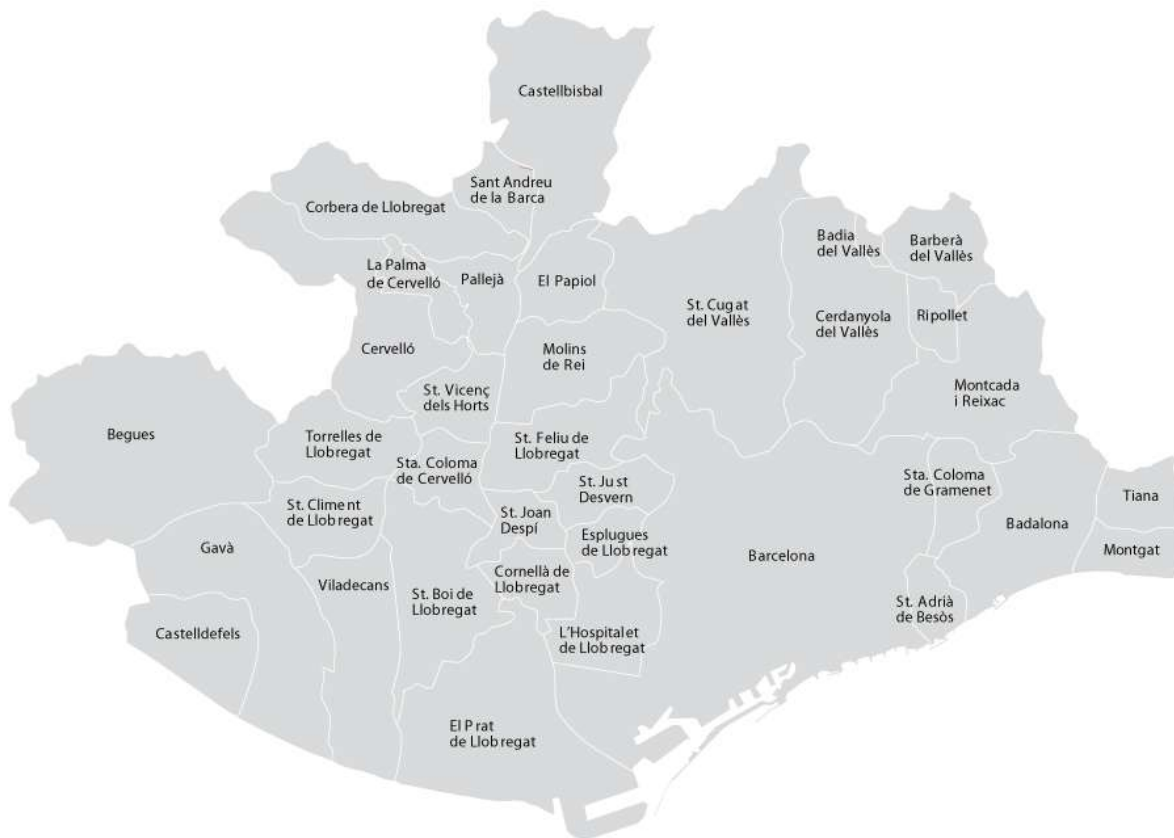 Castellbisbal
Sant Andreu
de la Barca
Corbera de Llobregat
La Palma
de Cervelló
Pallejà
El Papiol
St. Cugat
del Vallès
Badia
del Vallès
Barberà
del Vallès
Cerdanyola
del Vallès
Ripollet
Cervelló
Molins
de Rei
St. Vicenç
dels Horts
Montcada
i Reixac
Begues
Torrelles de
Llobregat
St. Feliu de
Llobregat
Sta. Coloma
de Cervelló
St. Just
Desvern
Sta. Coloma
de Gramenet
Tiana
St. Climent
de Llobregat
St. Joan
Despí
Esplugues
de Llobregat
Badalona
Gavà
Barcelona
Montgat
Viladecans
St. Boi de
Llobregat
Cornellà de
Llobregat
St. Adrià
de Besòs
Castelldefels
L'Hospitalet
de Llobregat
El Prat
de Llobregat